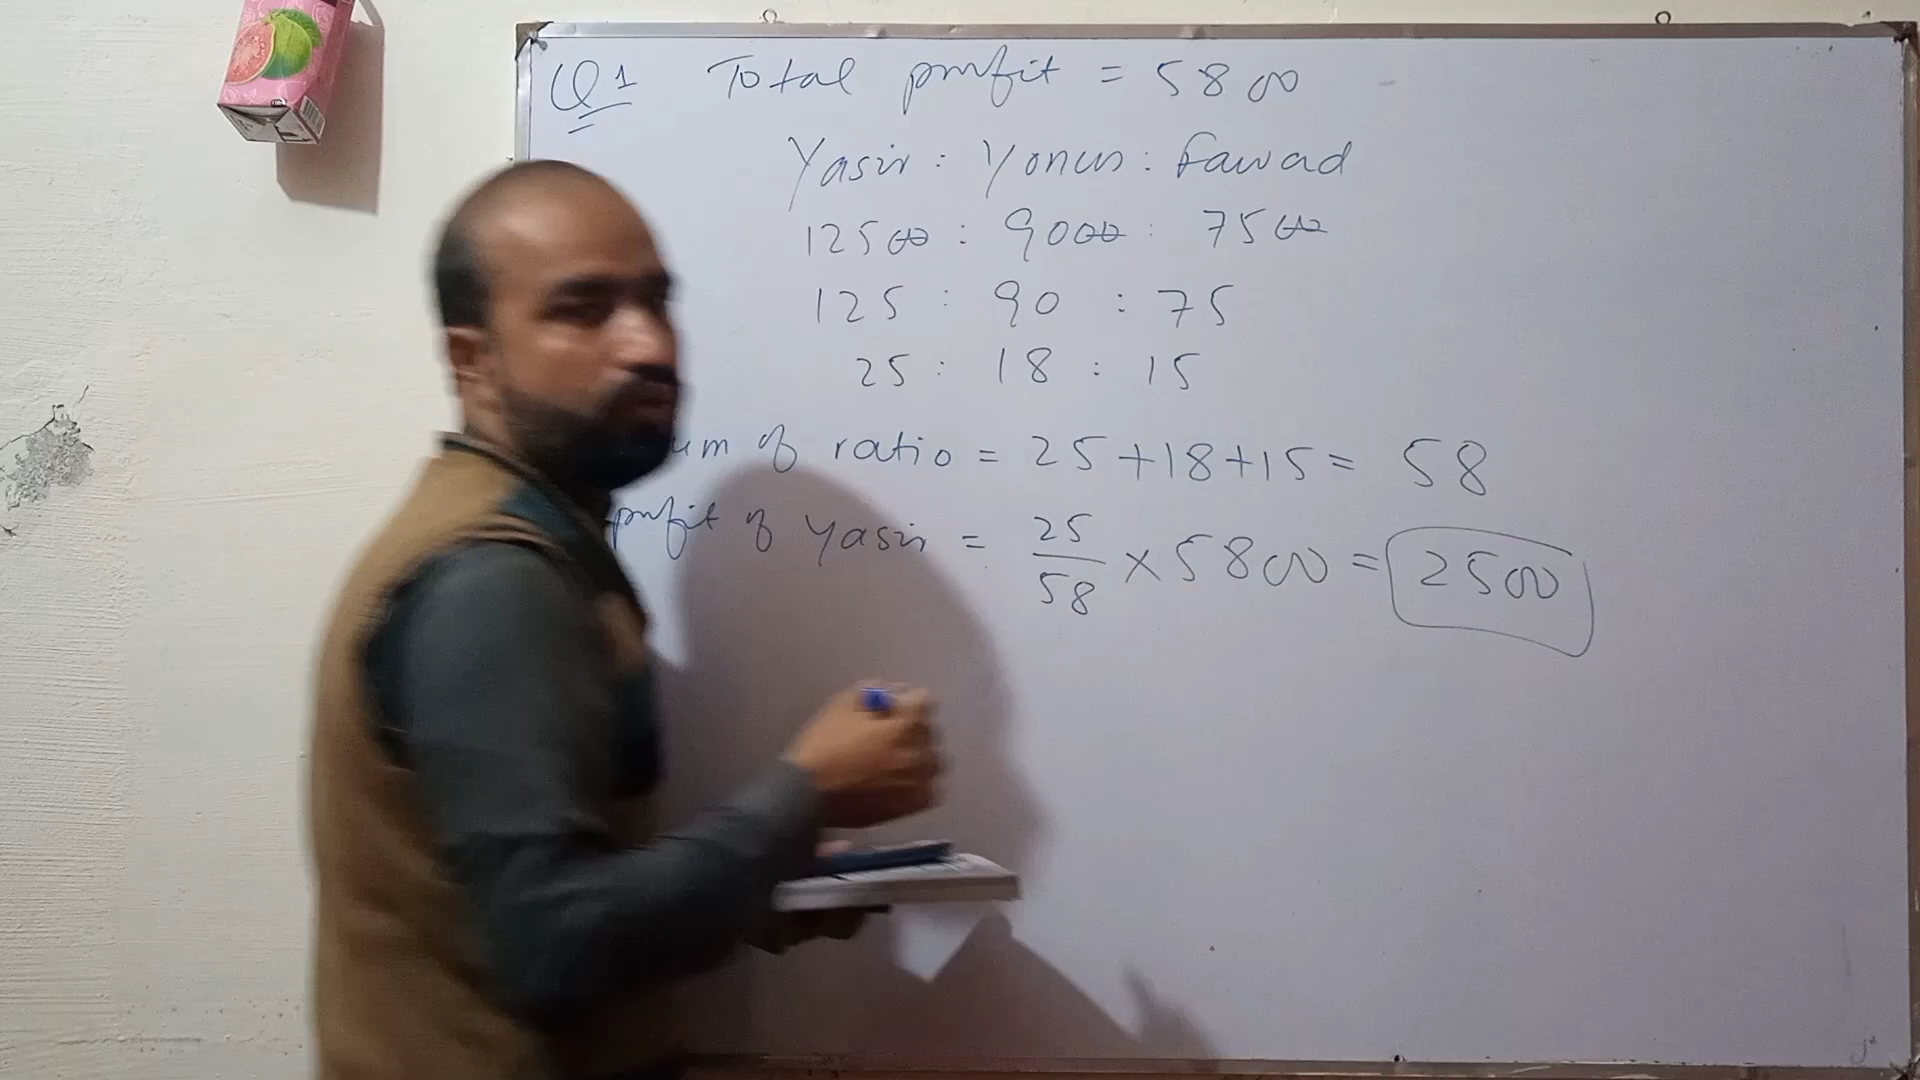 Q1 Total profit = 5800
Yasir : Yonus : Fawad
12500 : 9000 : 7500
125 : 90 : 75
25 : 18 : 15
um of ratio = 25+18+15 = 58
profit of Yasir = 25/58 × 5800 = 2500